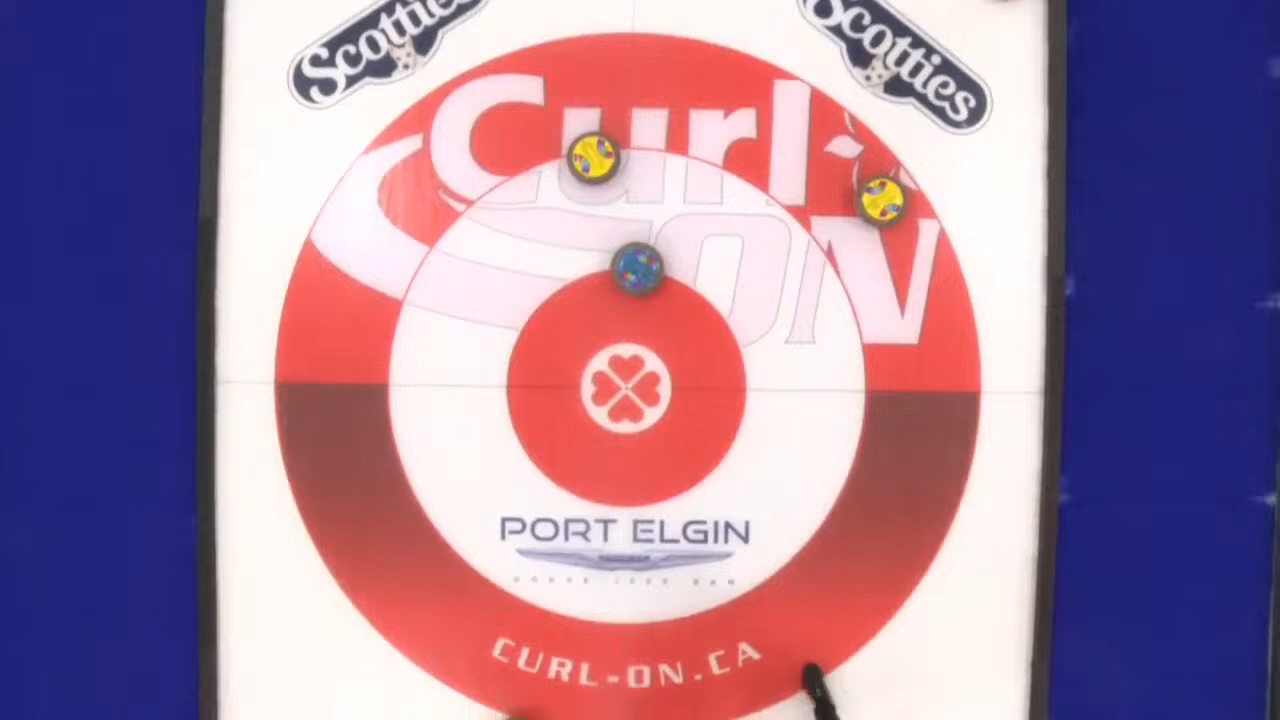 Scotties
Scotties
Curl
ON
PORT ELGIN
CURL-ON.CA